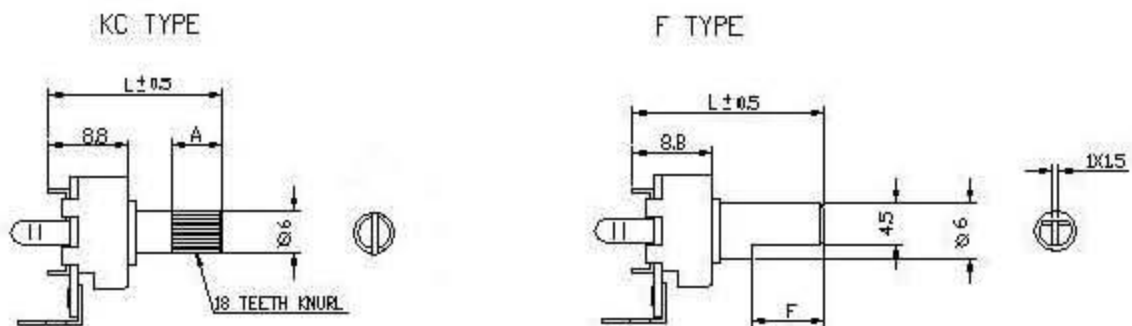 KC TYPE
L±0.5
8.8
A
Ø6
18 TEETH KNURL
F TYPE
L±0.5
8.8
1X1.5
4.5
Ø6
F